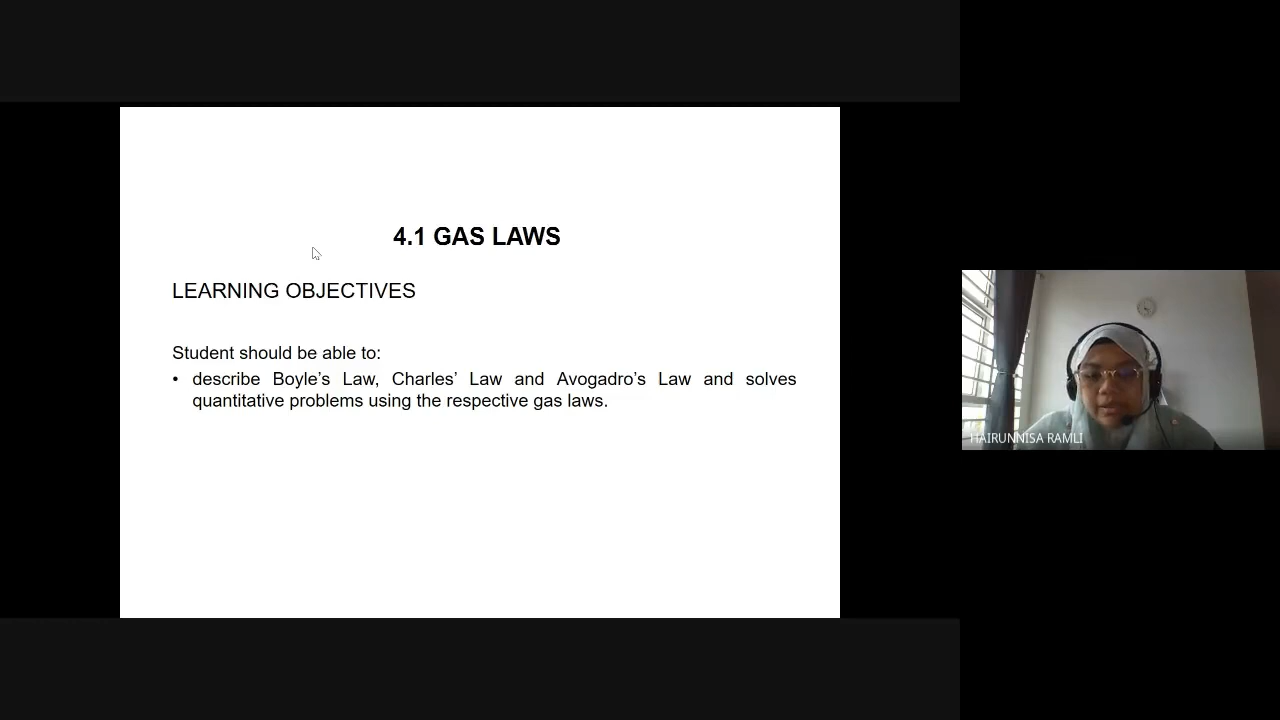 4.1 GAS LAWS
LEARNING OBJECTIVES
Student should be able to:
• describe Boyle's Law, Charles' Law and Avogadro's Law and solves
quantitative problems using the respective gas laws.
HAIRUNNISA RAMLI